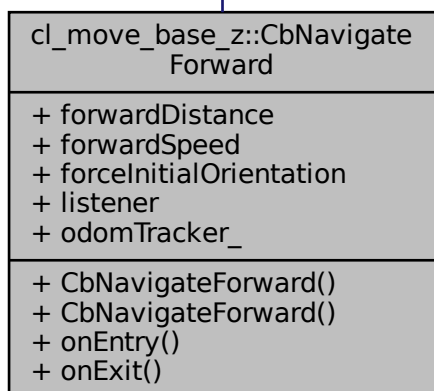 cl_move_base_z::CbNavigate
Forward
+ forwardDistance
+ forwardSpeed
+ forceInitialOrientation
+ listener
+ odomTracker_
+ CbNavigateForward()
+ CbNavigateForward()
+ onEntry()
+ onExit()